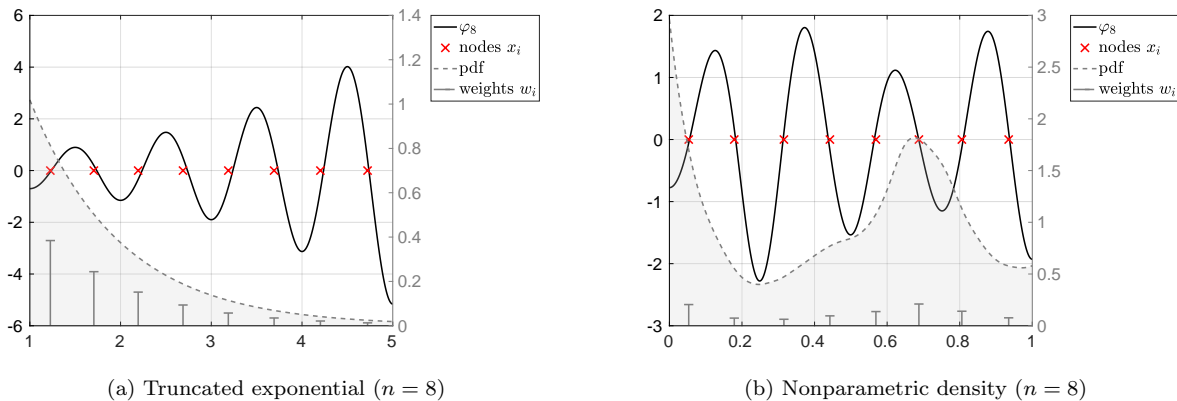 φ₈
nodes xᵢ
pdf
weights wᵢ
6
4
2
0
-2
-4
-6
1.4
1.2
1
0.8
0.6
0.4
0.2
0
1 2 3 4 5
(a) Truncated exponential (n = 8)
φ₈
nodes xᵢ
pdf
weights wᵢ
2
1
0
-1
-2
-3
3
2.5
2
1.5
1
0.5
0
0 0.2 0.4 0.6 0.8 1
(b) Nonparametric density (n = 8)